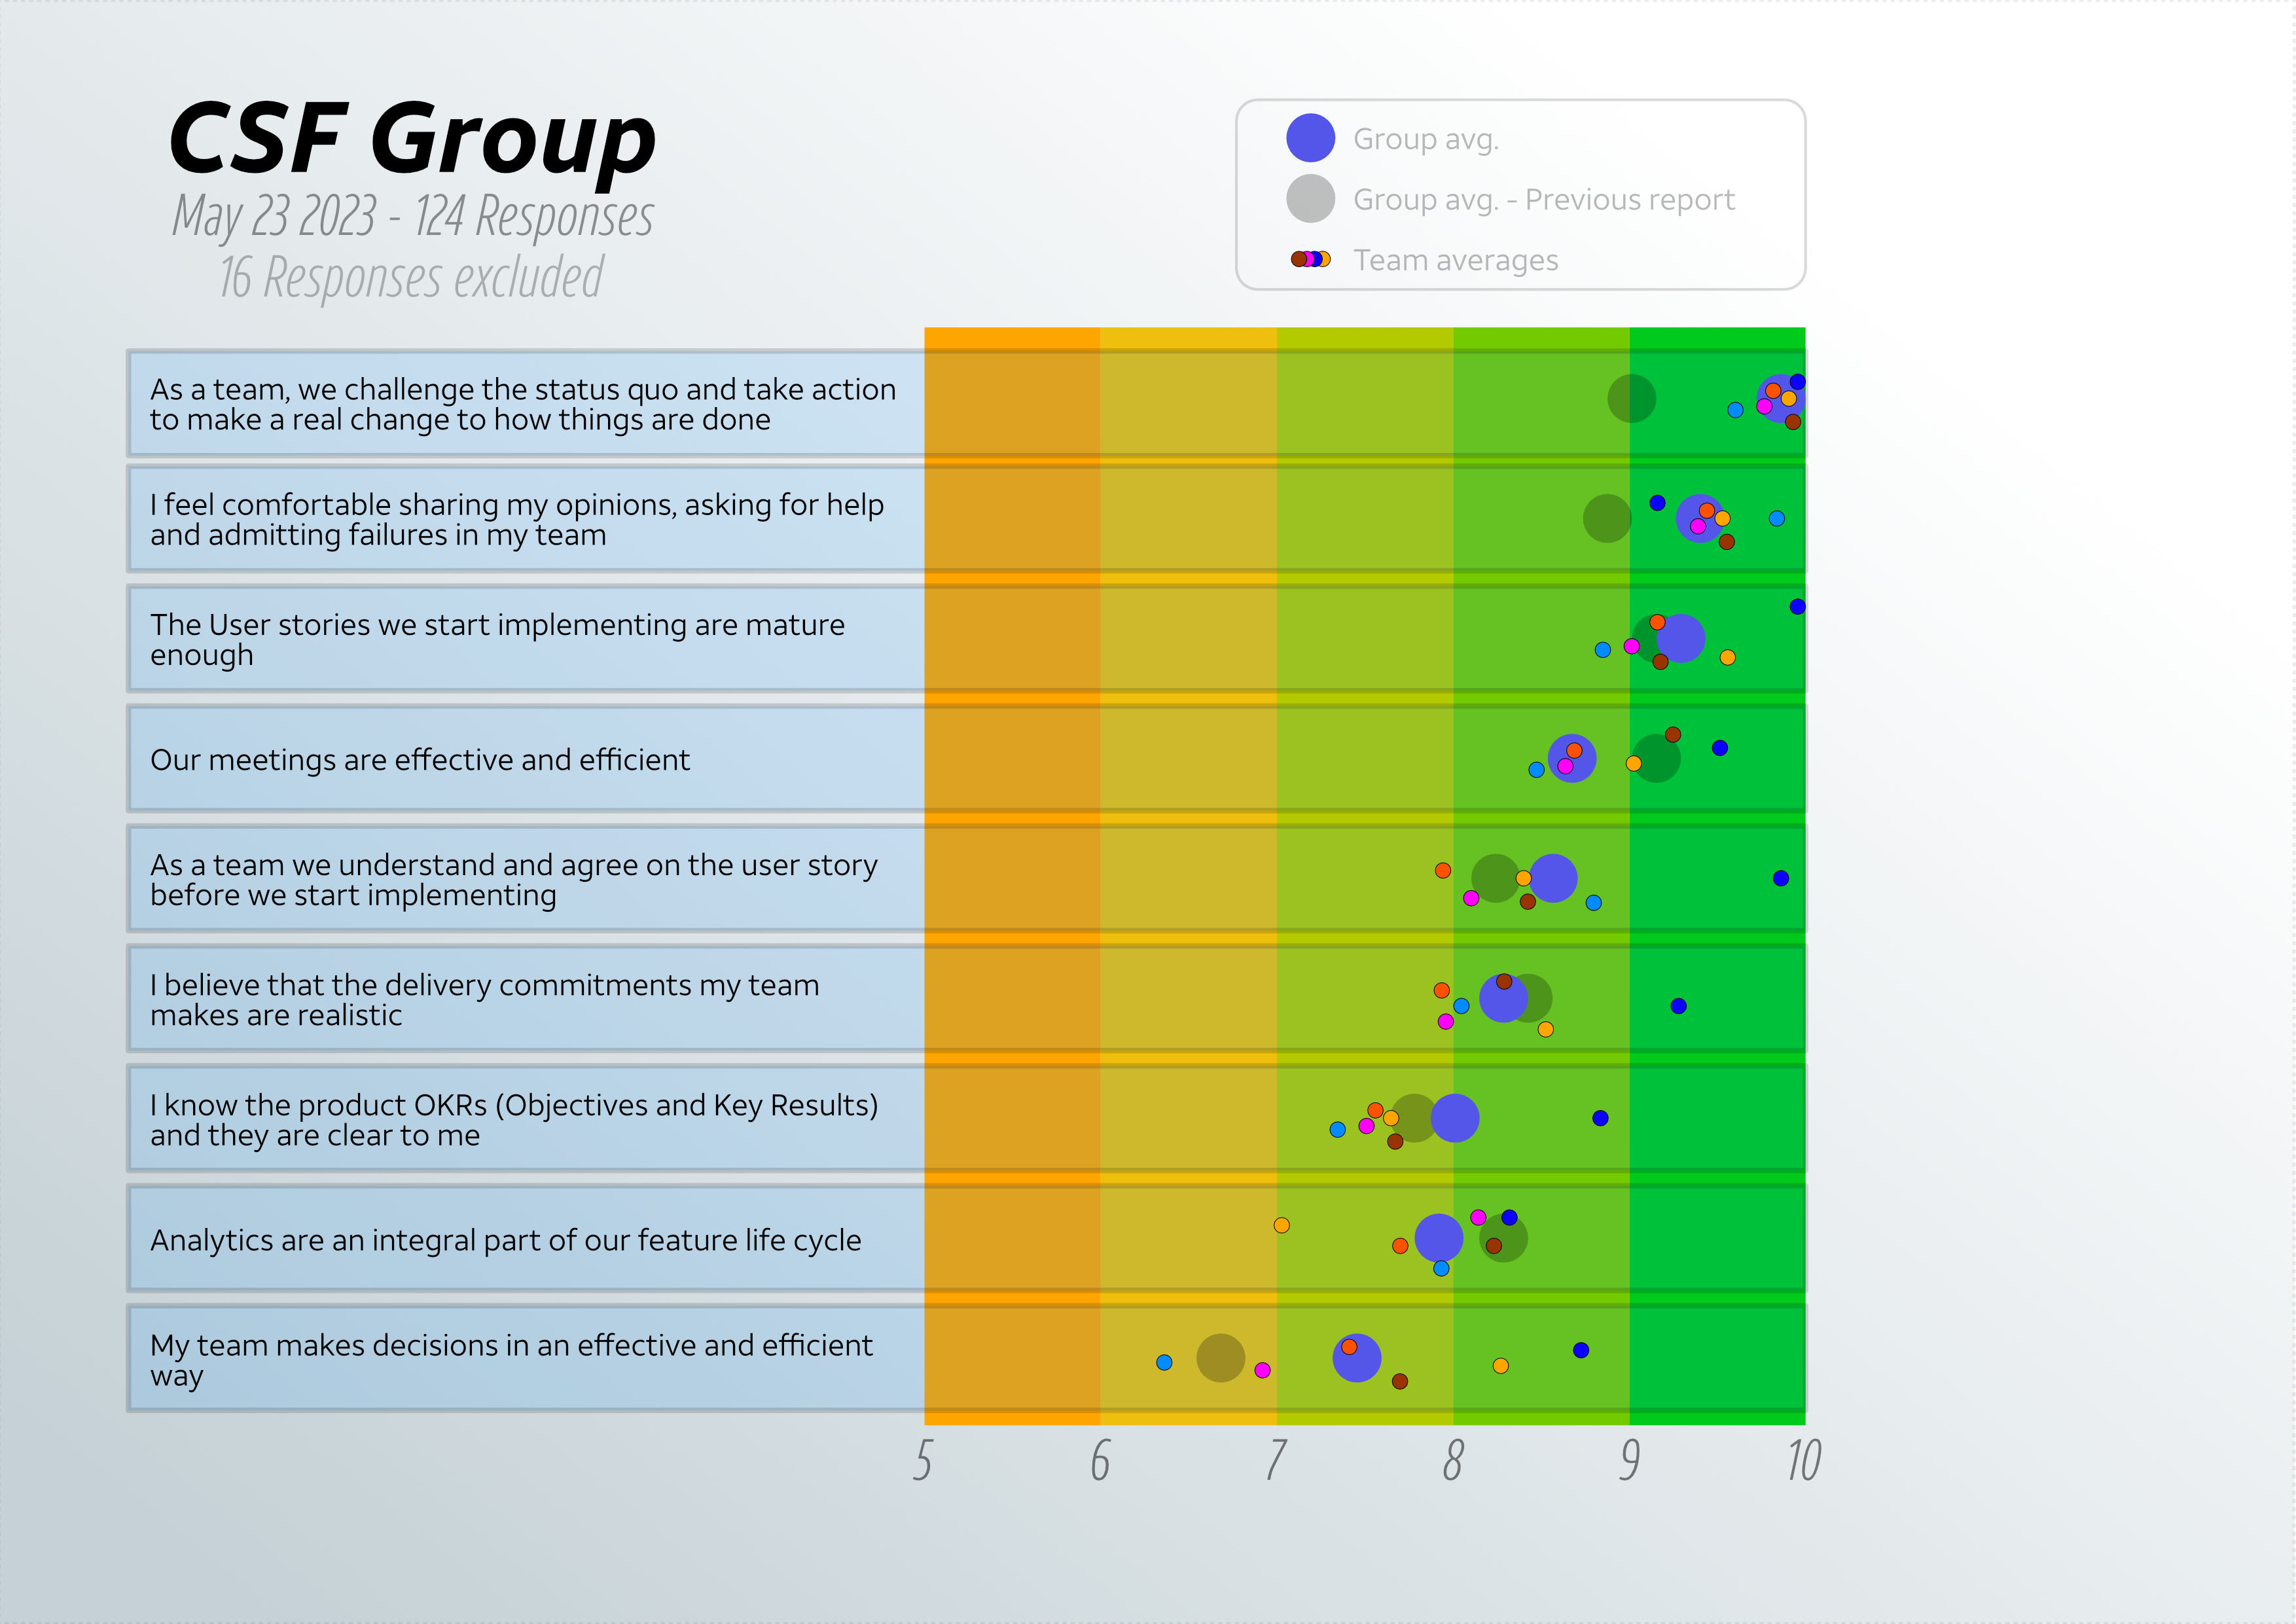 CSF Group
May 23 2023 - 124 Responses
16 Responses excluded
Group avg.
Group avg. - Previous report
Team averages
As a team, we challenge the status quo and take action
to make a real change to how things are done
I feel comfortable sharing my opinions, asking for help
and admitting failures in my team
The User stories we start implementing are mature
enough
Our meetings are effective and efficient
As a team we understand and agree on the user story
before we start implementing
I believe that the delivery commitments my team
makes are realistic
I know the product OKRs (Objectives and Key Results)
and they are clear to me
Analytics are an integral part of our feature life cycle
My team makes decisions in an effective and efficient
way
5 6 7 8 9 10